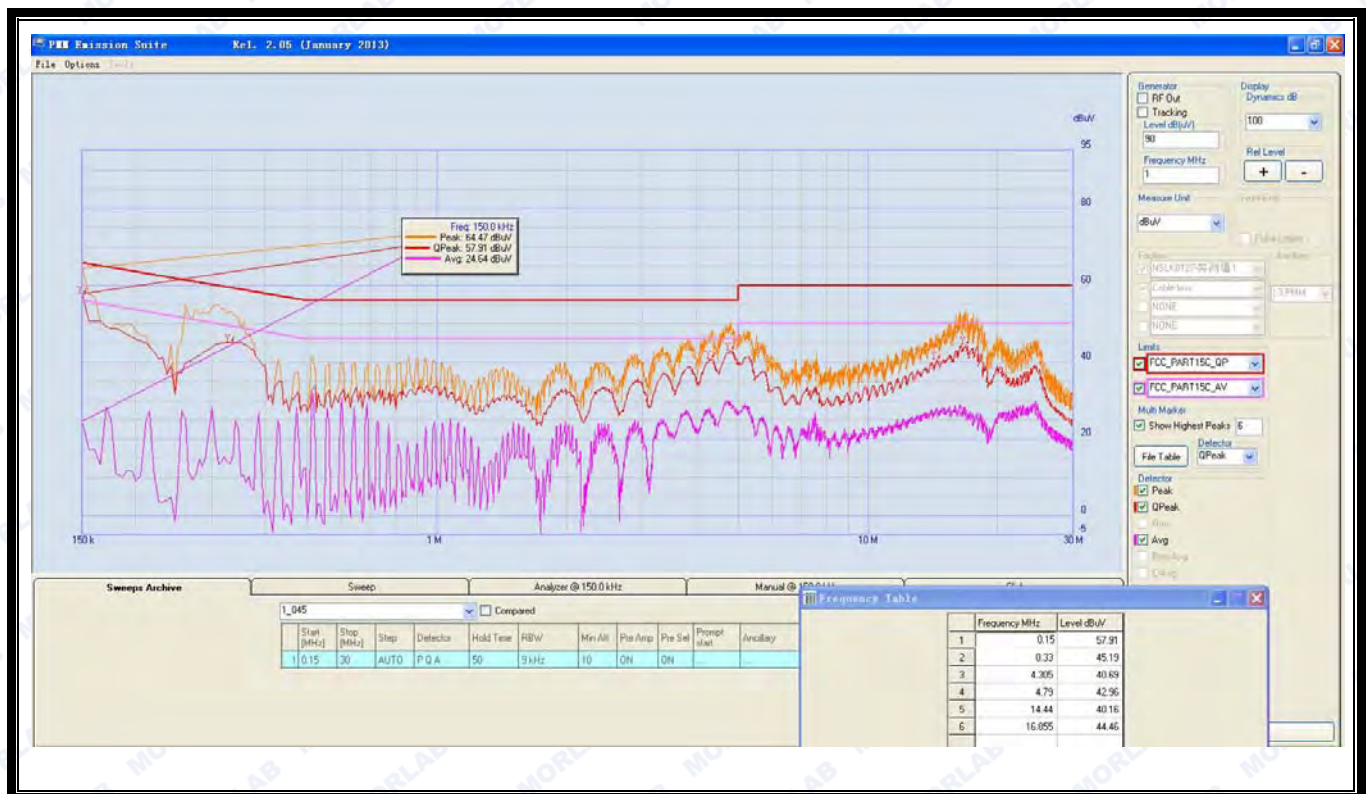 PMM Emission Suite Rel. 2.05 (January 2013)
File Options Tools
dBuV
95
80
60
40
20
0
-5
150 k
1 M
10 M
30 M
Freq: 150.0 kHz
Peak: 64.47 dBuV
QPeak: 57.91 dBuV
Avg: 24.64 dBuV
Generator
RF Out
Tracking
Level dB(uV)
90
Frequency MHz
1
Display
Dynamics dB
100
Rel Level
+ -
Measure Unit
dBuV
Cable loss
NONE
NONE
Limits
FCC_PART15C_QP
FCC_PART15C_AV
Multi Marker
Show Highest Peaks 6
File Table
Detector
QPeak
Detector
Peak
QPeak
Avg
Sweeps Archive Sweep Analyzer @ 150.0 kHz Manual @
1_045 Compared
Start [MHz] Stop [MHz] Step Detector Hold Time RBW Min Att Pre Amp Pre Sel Prompt start Ancillary
1 0.15 30 AUTO P Q A 50 9 kHz 10 ON ON ... ...
Frequency Table
Frequency MHz Level dBuV
1 0.15 57.91
2 0.33 45.19
3 4.305 40.69
4 4.79 42.96
5 14.44 40.16
6 16.855 44.46
MORLAB